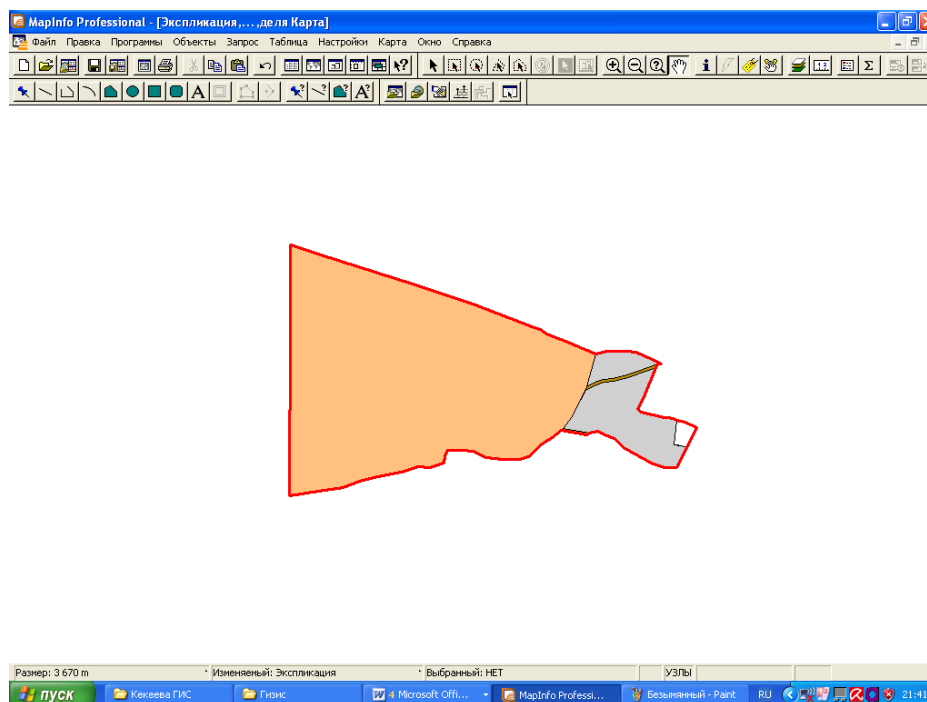 MapInfo Professional - [Экспликация,...,деля Карта]
Файл Правка Программы Объекты Запрос Таблица Настройки Карта Окно Справка
Размер: 3 670 m Изменяемый: Экспликация Выбранный: НЕТ УЗЛЫ
пуск Кекеева ГИС Гизис 4 Microsoft Offi... MapInfo Professi... Безымянный - Paint RU 21:41